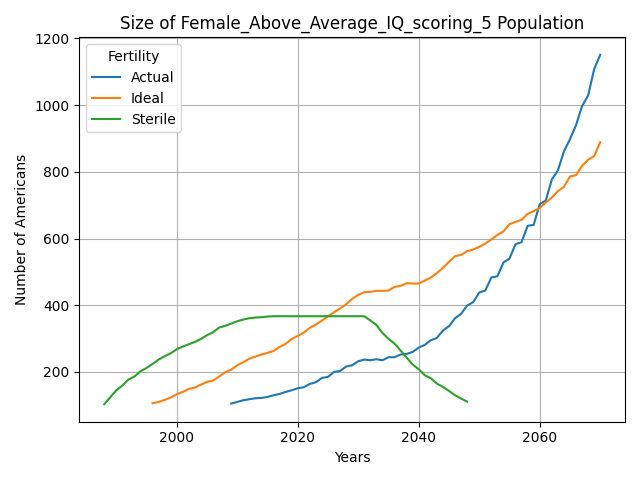 Size of Female_Above_Average_IQ_scoring_5 Population
Number of Americans
1200
1000
800
600
400
200
Fertility
Actual
Ideal
Sterile
2000
2020
2040
2060
Years